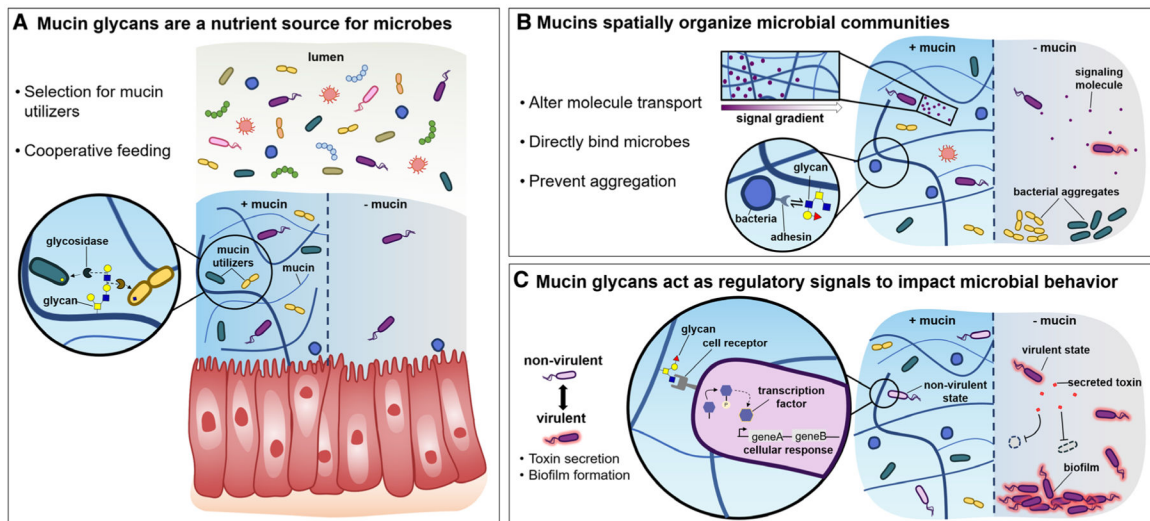 A Mucin glycans are a nutrient source for microbes
lumen
• Selection for mucin
utilizers
• Cooperative feeding
+ mucin
- mucin
glycosidase
glycan
mucin
utilizers
mucin
B Mucins spatially organize microbial communities
+ mucin
- mucin
• Alter molecule transport
• Directly bind microbes
• Prevent aggregation
signal gradient
signaling
molecule
glycan
bacteria
adhesin
bacterial aggregates
C Mucin glycans act as regulatory signals to impact microbial behavior
+ mucin
- mucin
glycan
cell receptor
non-virulent
virulent
• Toxin secretion
• Biofilm formation
transcription
factor
P
geneA
geneB
cellular response
non-virulent
state
virulent state
secreted toxin
biofilm